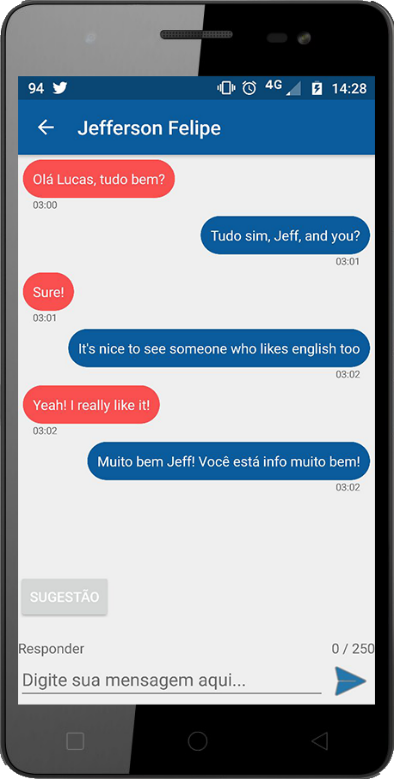 94 4G 14:28
Jefferson Felipe
Olá Lucas, tudo bem?
03:00
Tudo sim, Jeff, and you?
03:01
Sure!
03:01
It's nice to see someone who likes english too
03:02
Yeah! I really like it!
03:02
Muito bem Jeff! Você está info muito bem!
03:02
SUGESTÃO
Responder 0 / 250
Digite sua mensagem aqui...